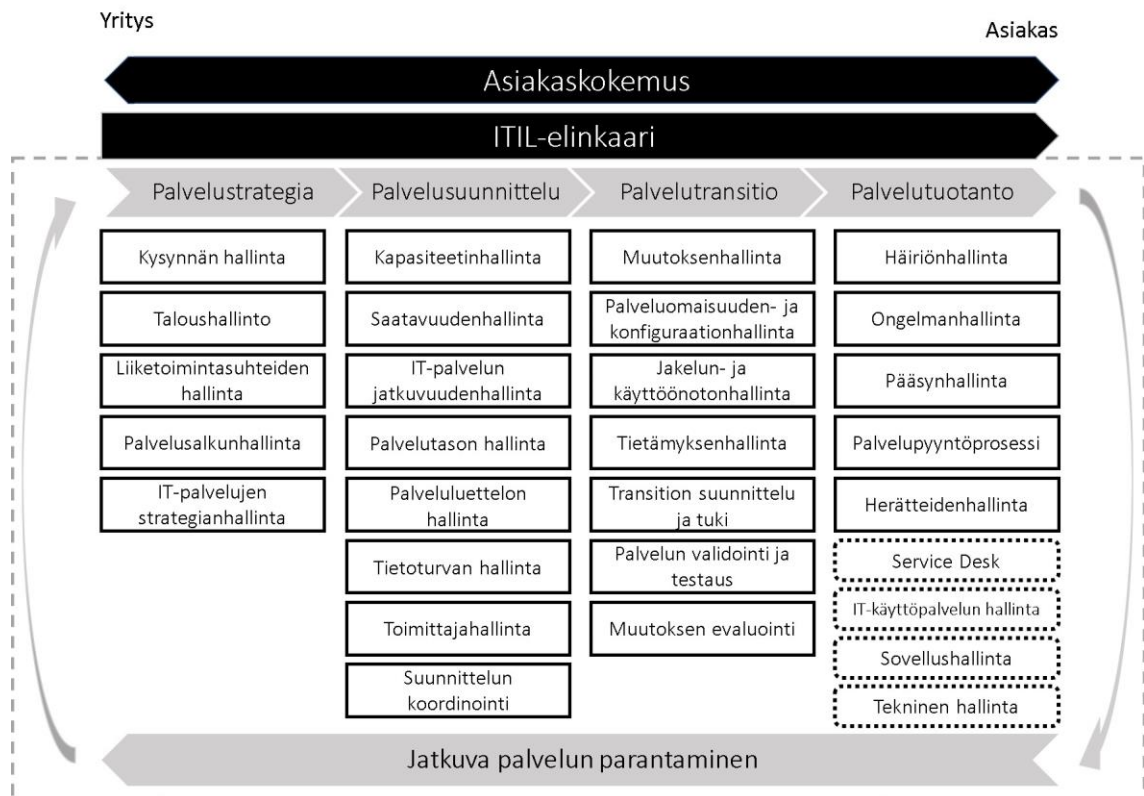 Yritys
Asiakas
Asiakaskokemus
ITIL-elinkaari
Palvelustrategia
Palvelusuunnittelu
Palvelutransitio
Palvelutuotanto
Kysynnän hallinta
Taloushallinto
Liiketoimintasuhteiden
hallinta
Palvelusalkunhallinta
IT-palvelujen
strategianhallinta
Kapasiteetinhallinta
Saatavuudenhallinta
IT-palvelun
jatkuvuudenhallinta
Palvelutason hallinta
Palveluluettelon
hallinta
Tietoturvan hallinta
Toimittajahallinta
Suunnittelun
koordinointi
Muutoksenhallinta
Palveluomaisuuden- ja
konfiguraationhallinta
Jakelun- ja
käyttöönotonhallinta
Tietämyksenhallinta
Transition suunnittelu
ja tuki
Palvelun validointi ja
testaus
Muutoksen evaluointi
Häiriönhallinta
Ongelmanhallinta
Pääsynhallinta
Palvelupyyntöprosessi
Herätteidenhallinta
Service Desk
IT-käyttöpalvelun hallinta
Sovellushallinta
Tekninen hallinta
Jatkuva palvelun parantaminen